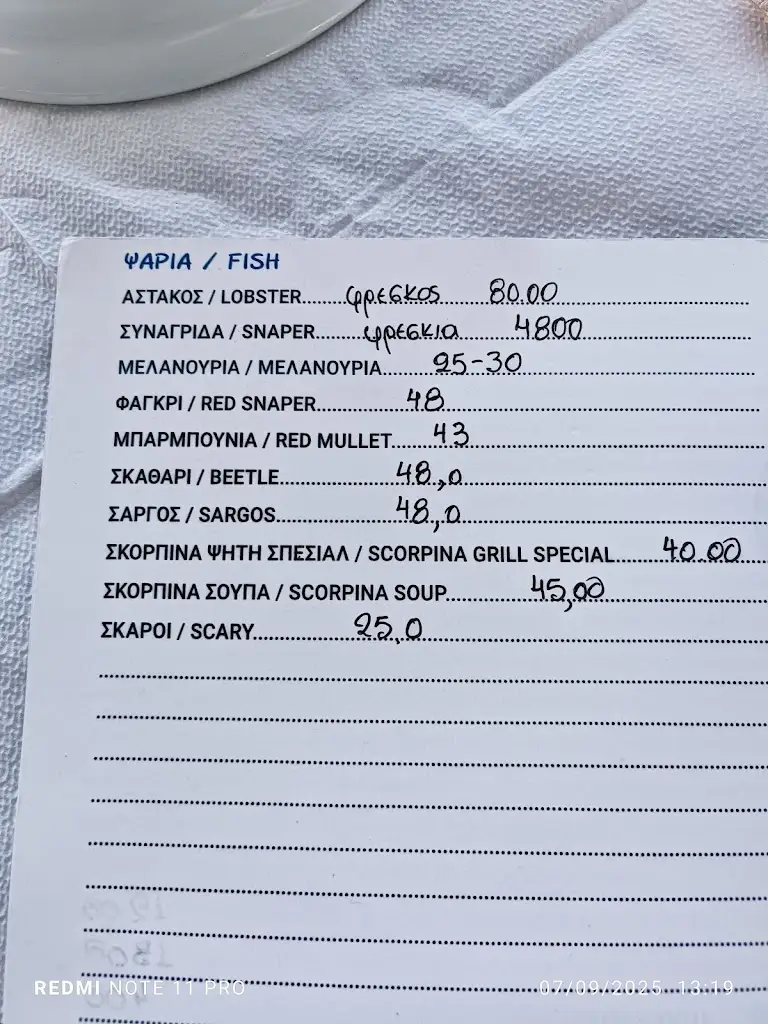 ΨΑΡΙΑ / FISH
ΑΣΤΑΚΟΣ / LOBSTER...... φρεσκος 80.00
ΣΥΝΑΓΡΙΔΑ / SNAPER...... φρεσκια 4800
ΜΕΛΑΝΟΥΡΙΑ / ΜΕΛΑΝΟΥΡΙΑ...... 25-30
ΦΑΓΚΡΙ / RED SNAPER...... 48
ΜΠΑΡΜΠΟΥΝΙΑ / RED MULLET...... 43
ΣΚΑΘΑΡΙ / BEETLE...... 48,0
ΣΑΡΓΟΣ / SARGOS...... 48,0
ΣΚΟΡΠΙΝΑ ΨΗΤΗ ΣΠΕΣΙΑΛ / SCORPINA GRILL SPECIAL...... 40.00
ΣΚΟΡΠΙΝΑ ΣΟΥΠΑ / SCORPINA SOUP...... 45,00
ΣΚΑΡΟΙ / SCARY...... 25,0
REDMI NOTE 11 PRO 07/09/2025 13:19